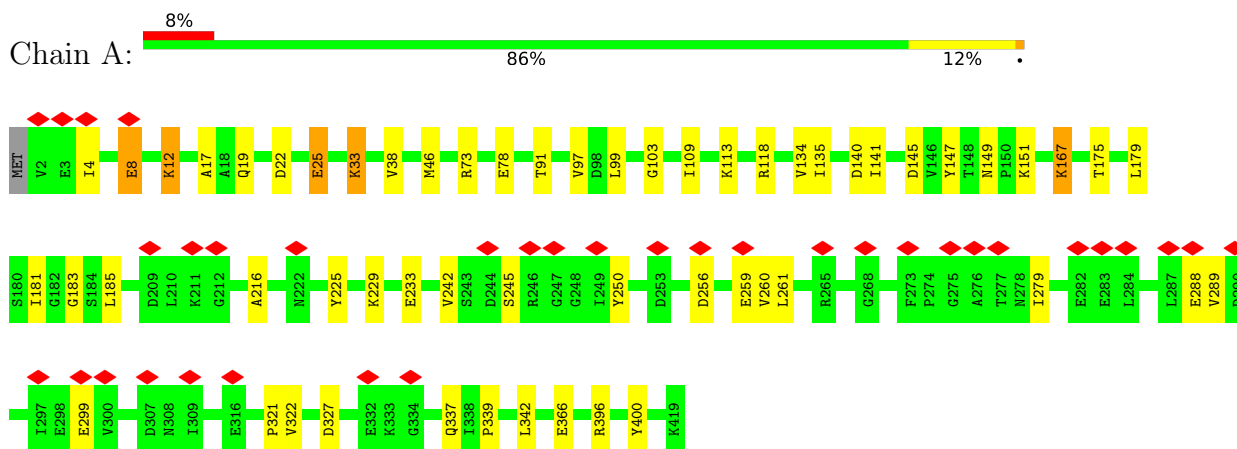 8%
Chain A:
86% 12% •
MET V2 E3 I4 E8 K12 A17 A18 Q19 D22 E25 K33 V38 M46 R73 E78 T91 V97 D98 L99 G103 I109 K113 R118 V134 I135 D140 I141 D145 V146 Y147 T148 N149 P150 K151 K167 T175 L179
S180 I181 G182 G183 S184 L185 D209 L210 K211 G212 A216 N222 Y225 K229 E233 V242 S243 D244 S245 R246 G247 G248 I249 Y250 D253 D256 E259 V260 L261 R265 G268 F273 P274 G275 A276 T277 N278 I279 E282 E283 L284 L287 E288 V289
I297 E298 E299 V300 D307 N308 I309 E316 P321 V322 D327 E332 K333 G334 Q337 I338 P339 L342 E366 R396 Y400 K419